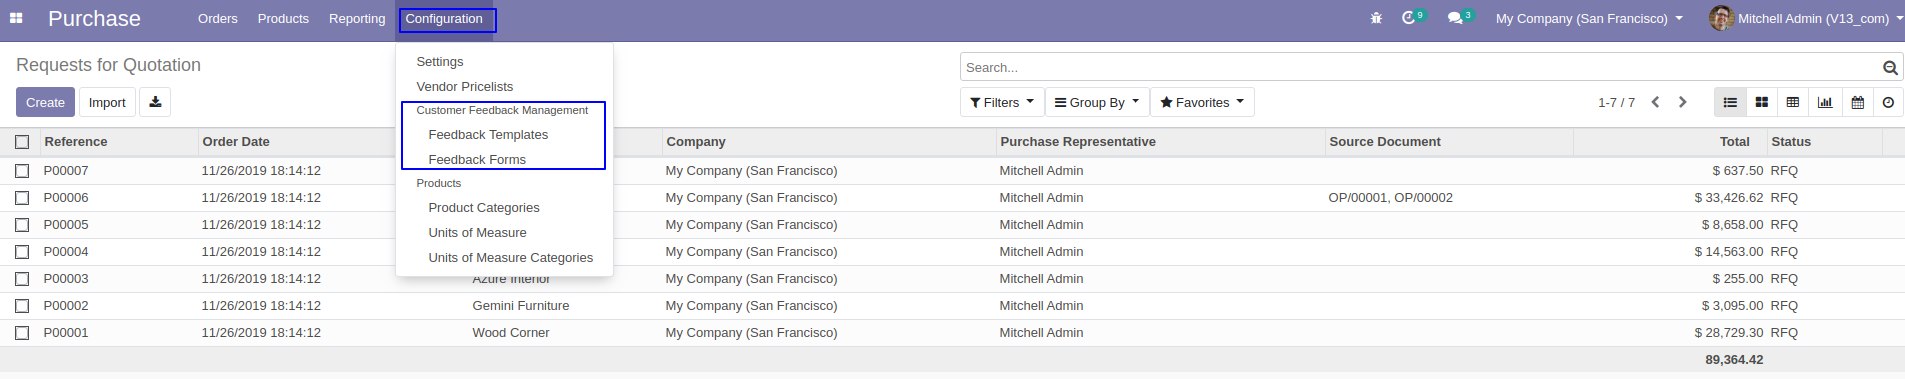 Purchase Orders Products Reporting Configuration 9 3 My Company (San Francisco) Mitchell Admin (V13_com)
Requests for Quotation
Search...
Create Import Filters Group By Favorites 1-7 / 7
Settings
Vendor Pricelists
Customer Feedback Management
Feedback Templates
Feedback Forms
Products
Product Categories
Units of Measure
Units of Measure Categories
Reference Order Date Company Purchase Representative Source Document Total Status
P00007 11/26/2019 18:14:12 My Company (San Francisco) Mitchell Admin $ 637.50 RFQ
P00006 11/26/2019 18:14:12 My Company (San Francisco) Mitchell Admin OP/00001, OP/00002 $ 33,426.62 RFQ
P00005 11/26/2019 18:14:12 My Company (San Francisco) Mitchell Admin $ 8,658.00 RFQ
P00004 11/26/2019 18:14:12 My Company (San Francisco) Mitchell Admin $ 14,563.00 RFQ
P00003 11/26/2019 18:14:12 Azure Interior My Company (San Francisco) Mitchell Admin $ 255.00 RFQ
P00002 11/26/2019 18:14:12 Gemini Furniture My Company (San Francisco) Mitchell Admin $ 3,095.00 RFQ
P00001 11/26/2019 18:14:12 Wood Corner My Company (San Francisco) Mitchell Admin $ 28,729.30 RFQ
89,364.42